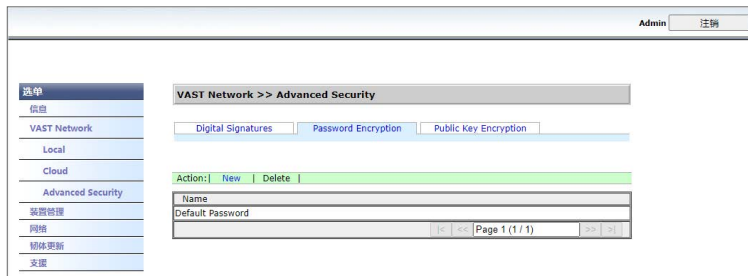 Admin 注销
选单
信息
VAST Network
Local
Cloud
Advanced Security
装置管理
网络
韧体更新
支援
VAST Network >> Advanced Security
Digital Signatures Password Encryption Public Key Encryption
Action: | New | Delete |
Name
Default Password
|< << Page 1 (1 / 1) >> >|